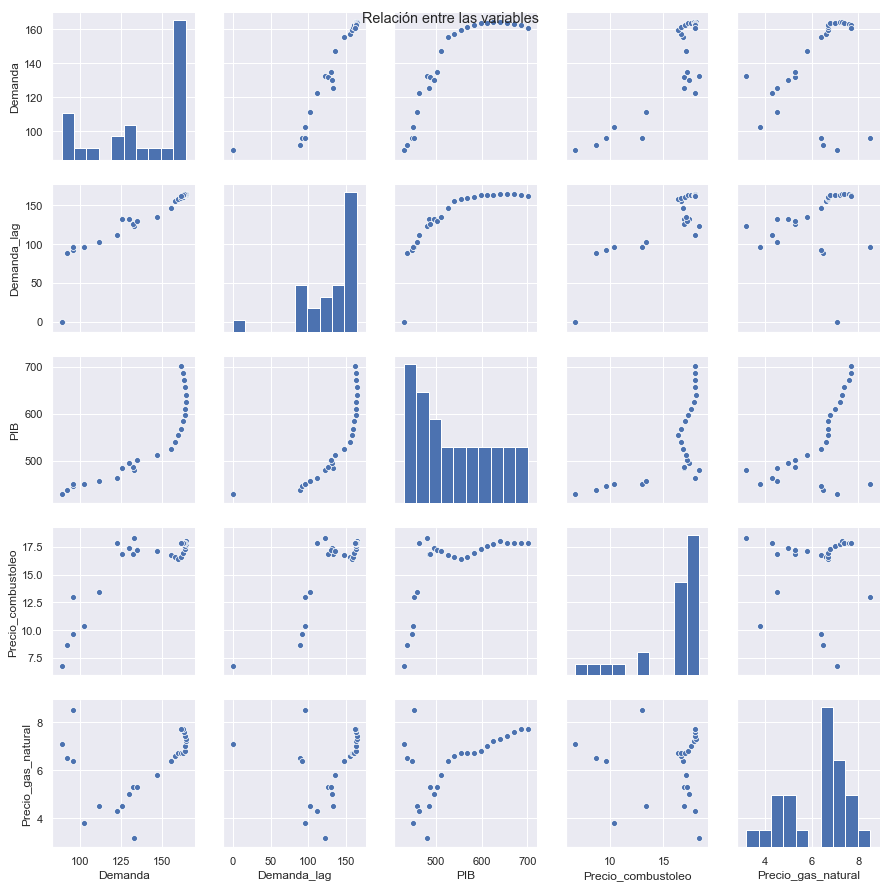 Relación entre las variables
160
140
120
100
Demanda
150
100
50
0
Demanda_lag
700
600
500
PIB
17.5
15.0
12.5
10.0
7.5
Precio_combustoleo
8
6
4
Precio_gas_natural
100 125 150
0 50 100 150
500 600 700
10 15
4 6 8
Demanda Demanda_lag PIB Precio_combustoleo Precio_gas_natural